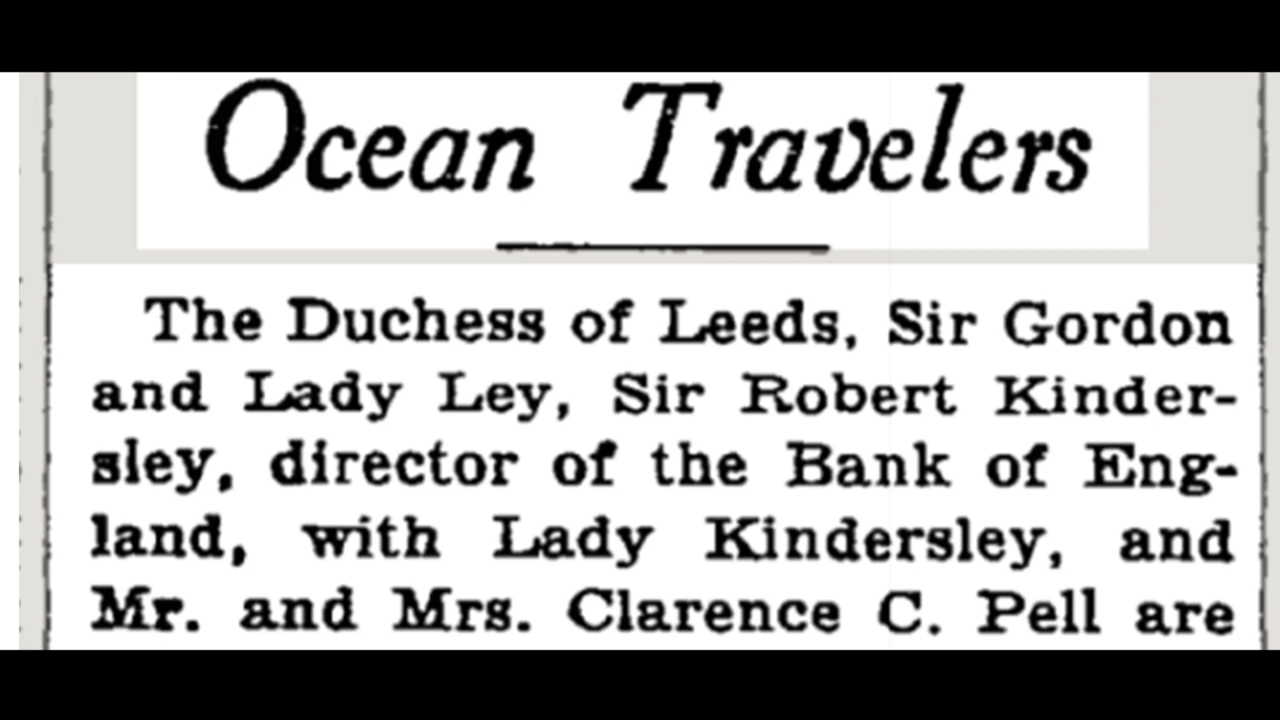 Ocean Travelers
The Duchess of Leeds, Sir Gordon
and Lady Ley, Sir Robert Kinder-
sley, director of the Bank of Eng-
land, with Lady Kindersley, and
Mr. and Mrs. Clarence C. Pell are